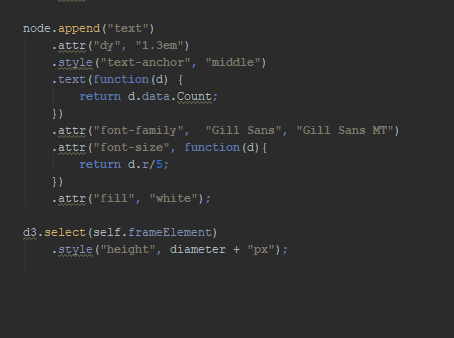 node.append("text")
.attr("dy", "1.3em")
.style("text-anchor", "middle")
.text(function(d) {
return d.data.Count;
})
.attr("font-family",  "Gill Sans", "Gill Sans MT")
.attr("font-size", function(d){
return d.r/5;
})
.attr("fill", "white");
d3.select(self.frameElement)
.style("height", diameter + "px");